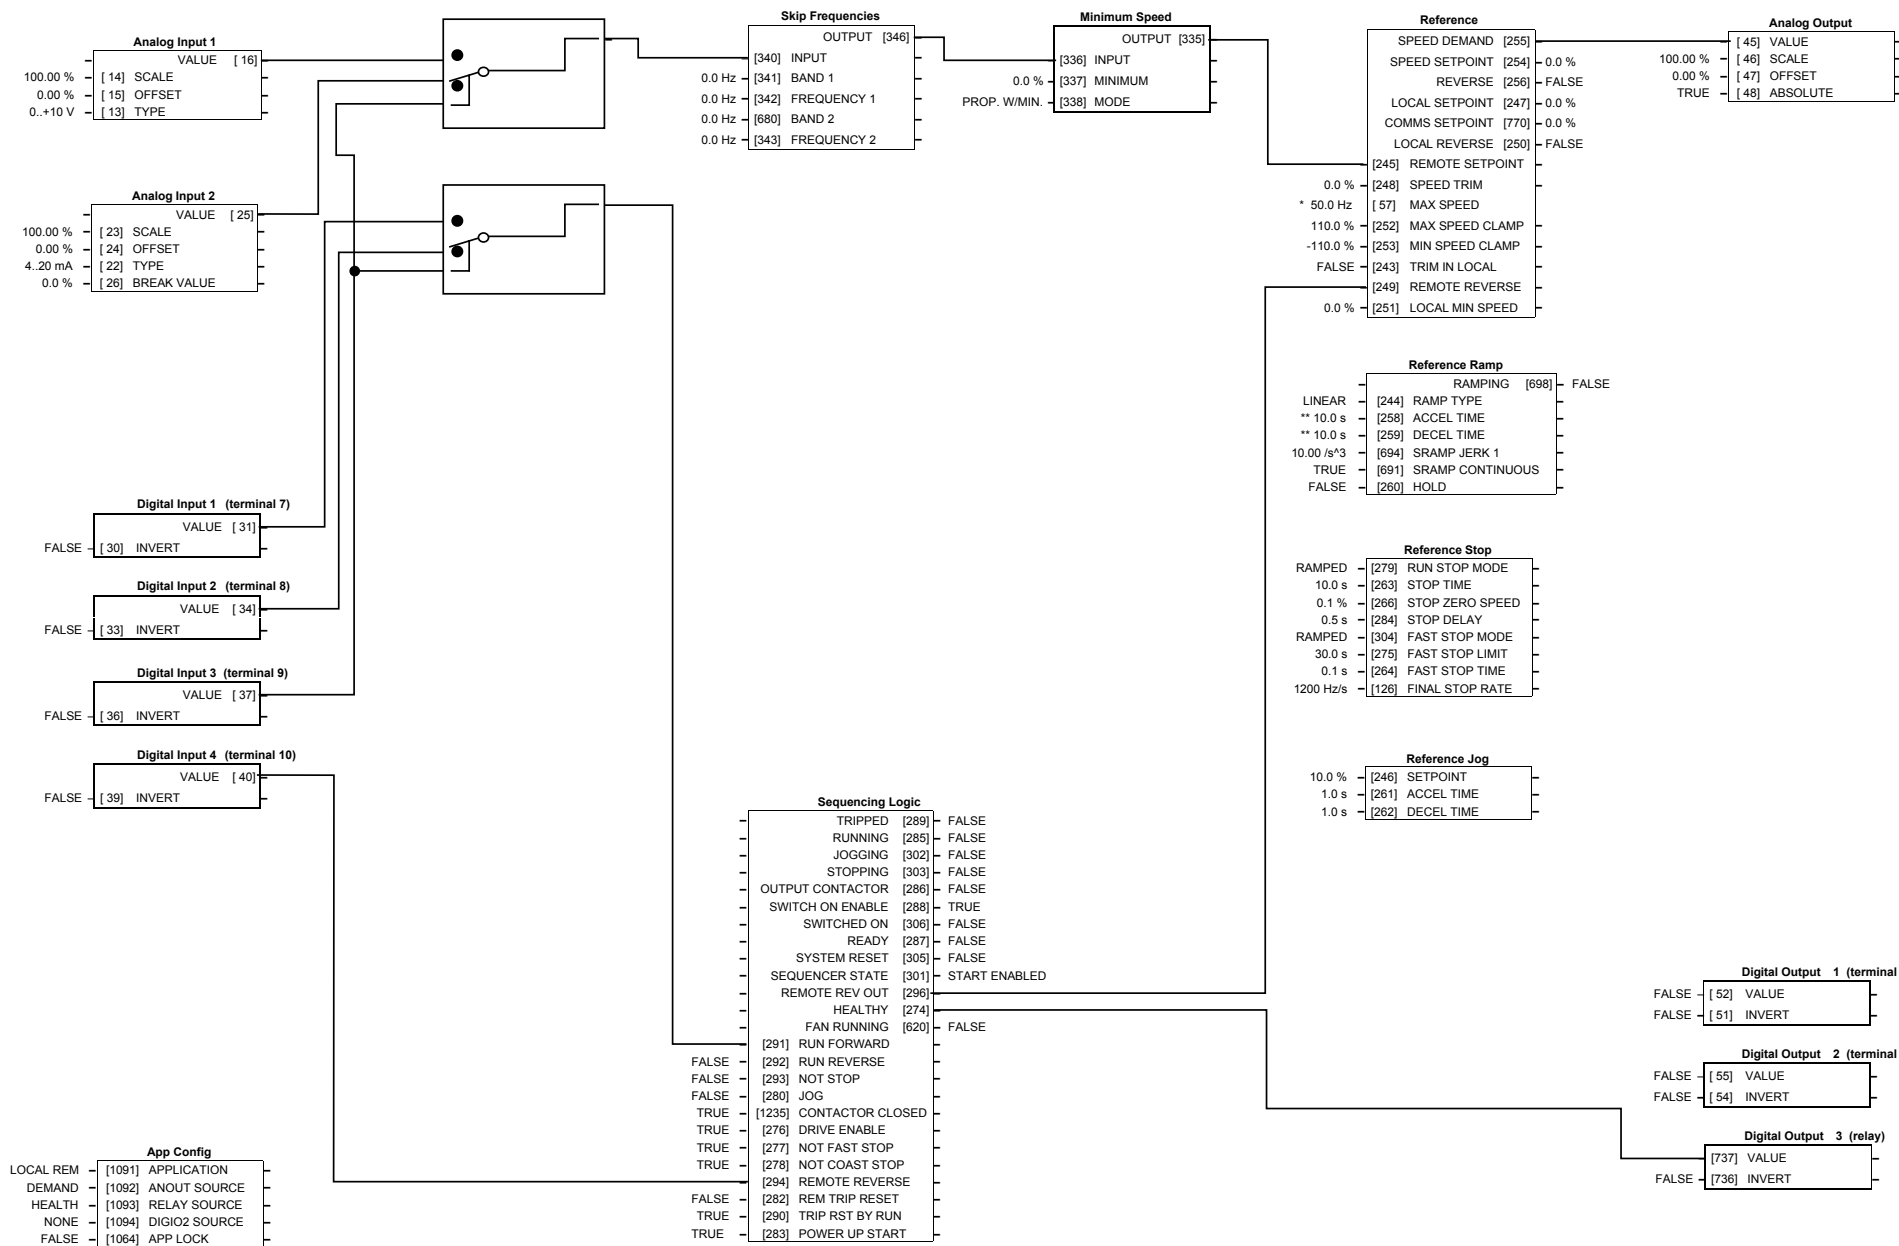 Analog Input 1
VALUE [ 16]
100.00 % [ 14] SCALE
0.00 % [ 15] OFFSET
0..+10 V [ 13] TYPE
Analog Input 2
VALUE [ 25]
100.00 % [ 23] SCALE
0.00 % [ 24] OFFSET
4..20 mA [ 22] TYPE
0.0 % [ 26] BREAK VALUE
Digital Input 1 (terminal 7)
VALUE [ 31]
FALSE [ 30] INVERT
Digital Input 2 (terminal 8)
VALUE [ 34]
FALSE [ 33] INVERT
Digital Input 3 (terminal 9)
VALUE [ 37]
FALSE [ 36] INVERT
Digital Input 4 (terminal 10)
VALUE [ 40]
FALSE [ 39] INVERT
App Config
LOCAL REM [1091] APPLICATION
DEMAND [1092] ANOUT SOURCE
HEALTH [1093] RELAY SOURCE
NONE [1094] DIGIO2 SOURCE
FALSE [1064] APP LOCK
Skip Frequencies
OUTPUT [346]
[340] INPUT
0.0 Hz [341] BAND 1
0.0 Hz [342] FREQUENCY 1
0.0 Hz [680] BAND 2
0.0 Hz [343] FREQUENCY 2
Minimum Speed
OUTPUT [335]
[336] INPUT
0.0 % [337] MINIMUM
PROP. W/MIN. [338] MODE
Sequencing Logic
TRIPPED [289] FALSE
RUNNING [285] FALSE
JOGGING [302] FALSE
STOPPING [303] FALSE
OUTPUT CONTACTOR [286] FALSE
SWITCH ON ENABLE [288] TRUE
SWITCHED ON [306] FALSE
READY [287] FALSE
SYSTEM RESET [305] FALSE
SEQUENCER STATE [301] START ENABLED
REMOTE REV OUT [296]
HEALTHY [274]
FAN RUNNING [620] FALSE
[291] RUN FORWARD
FALSE [292] RUN REVERSE
FALSE [293] NOT STOP
FALSE [280] JOG
TRUE [1235] CONTACTOR CLOSED
TRUE [276] DRIVE ENABLE
TRUE [277] NOT FAST STOP
TRUE [278] NOT COAST STOP
[294] REMOTE REVERSE
FALSE [282] REM TRIP RESET
TRUE [290] TRIP RST BY RUN
TRUE [283] POWER UP START
Reference
SPEED DEMAND [255]
SPEED SETPOINT [254] 0.0 %
REVERSE [256] FALSE
LOCAL SETPOINT [247] 0.0 %
COMMS SETPOINT [770] 0.0 %
LOCAL REVERSE [250] FALSE
[245] REMOTE SETPOINT
0.0 % [248] SPEED TRIM
* 50.0 Hz [ 57] MAX SPEED
110.0 % [252] MAX SPEED CLAMP
-110.0 % [253] MIN SPEED CLAMP
FALSE [243] TRIM IN LOCAL
[249] REMOTE REVERSE
0.0 % [251] LOCAL MIN SPEED
Reference Ramp
RAMPING [698] FALSE
LINEAR [244] RAMP TYPE
** 10.0 s [258] ACCEL TIME
** 10.0 s [259] DECEL TIME
10.00 /s^3 [694] SRAMP JERK 1
TRUE [691] SRAMP CONTINUOUS
FALSE [260] HOLD
Reference Stop
RAMPED [279] RUN STOP MODE
10.0 s [263] STOP TIME
0.1 % [266] STOP ZERO SPEED
0.5 s [284] STOP DELAY
RAMPED [304] FAST STOP MODE
30.0 s [275] FAST STOP LIMIT
0.1 s [264] FAST STOP TIME
1200 Hz/s [126] FINAL STOP RATE
Reference Jog
10.0 % [246] SETPOINT
1.0 s [261] ACCEL TIME
1.0 s [262] DECEL TIME
Analog Output
[ 45] VALUE
100.00 % [ 46] SCALE
0.00 % [ 47] OFFSET
TRUE [ 48] ABSOLUTE
Digital Output 1 (terminal
FALSE [ 52] VALUE
FALSE [ 51] INVERT
Digital Output 2 (terminal
FALSE [ 55] VALUE
FALSE [ 54] INVERT
Digital Output 3 (relay)
[737] VALUE
FALSE [736] INVERT